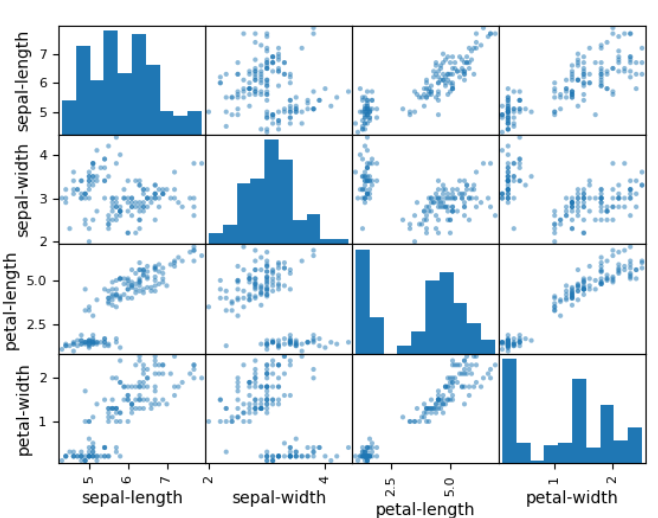 sepal-length
7
6
5
sepal-width
4
3
2
petal-length
5.0
2.5
petal-width
2
1
5 6 7 2 4 2.5 5.0 1 2
sepal-length sepal-width petal-length petal-width